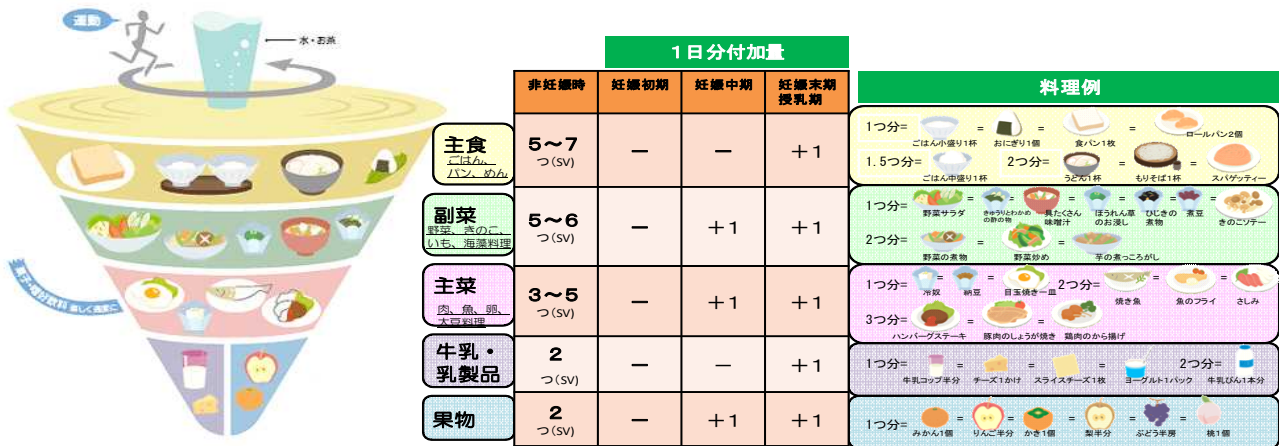 運動
水・お茶
菓子・嗜好飲料 楽しく適度に
1日分付加量
非妊娠時
妊娠初期
妊娠中期
妊娠末期
授乳期
料理例
主食
ごはん、
パン、めん
5～7
つ(SV)
－
－
＋1
1つ分=
ごはん小盛り1杯
=
おにぎり1個
=
食パン1枚
=
ロールパン2個
1.5つ分=
ごはん中盛り1杯
2つ分=
うどん1杯
=
もりそば1杯
=
スパゲッティー
副菜
野菜、きのこ、
いも、海藻料理
5～6
つ(SV)
－
＋1
＋1
1つ分=
野菜サラダ
=
きゅうりとわかめ
の酢の物
=
具たくさん
味噌汁
=
ほうれん草
のお浸し
=
ひじきの
煮物
=
煮豆
=
きのこソテー
2つ分=
野菜の煮物
=
野菜炒め
=
芋の煮っころがし
主菜
肉、魚、卵、
大豆料理
3～5
つ(SV)
－
＋1
＋1
1つ分=
冷奴
=
納豆
=
目玉焼き一皿
2つ分=
焼き魚
=
魚のフライ
=
さしみ
3つ分=
ハンバーグステーキ
=
豚肉のしょうが焼き
=
鶏肉のから揚げ
牛乳・
乳製品
2
つ(SV)
－
－
＋1
1つ分=
牛乳コップ半分
=
チーズ1かけ
=
スライスチーズ1枚
=
ヨーグルト1パック
2つ分=
牛乳びん1本分
果物
2
つ(SV)
－
＋1
＋1
1つ分=
みかん1個
=
りんご半分
=
かき1個
=
梨半分
=
ぶどう半房
=
桃1個